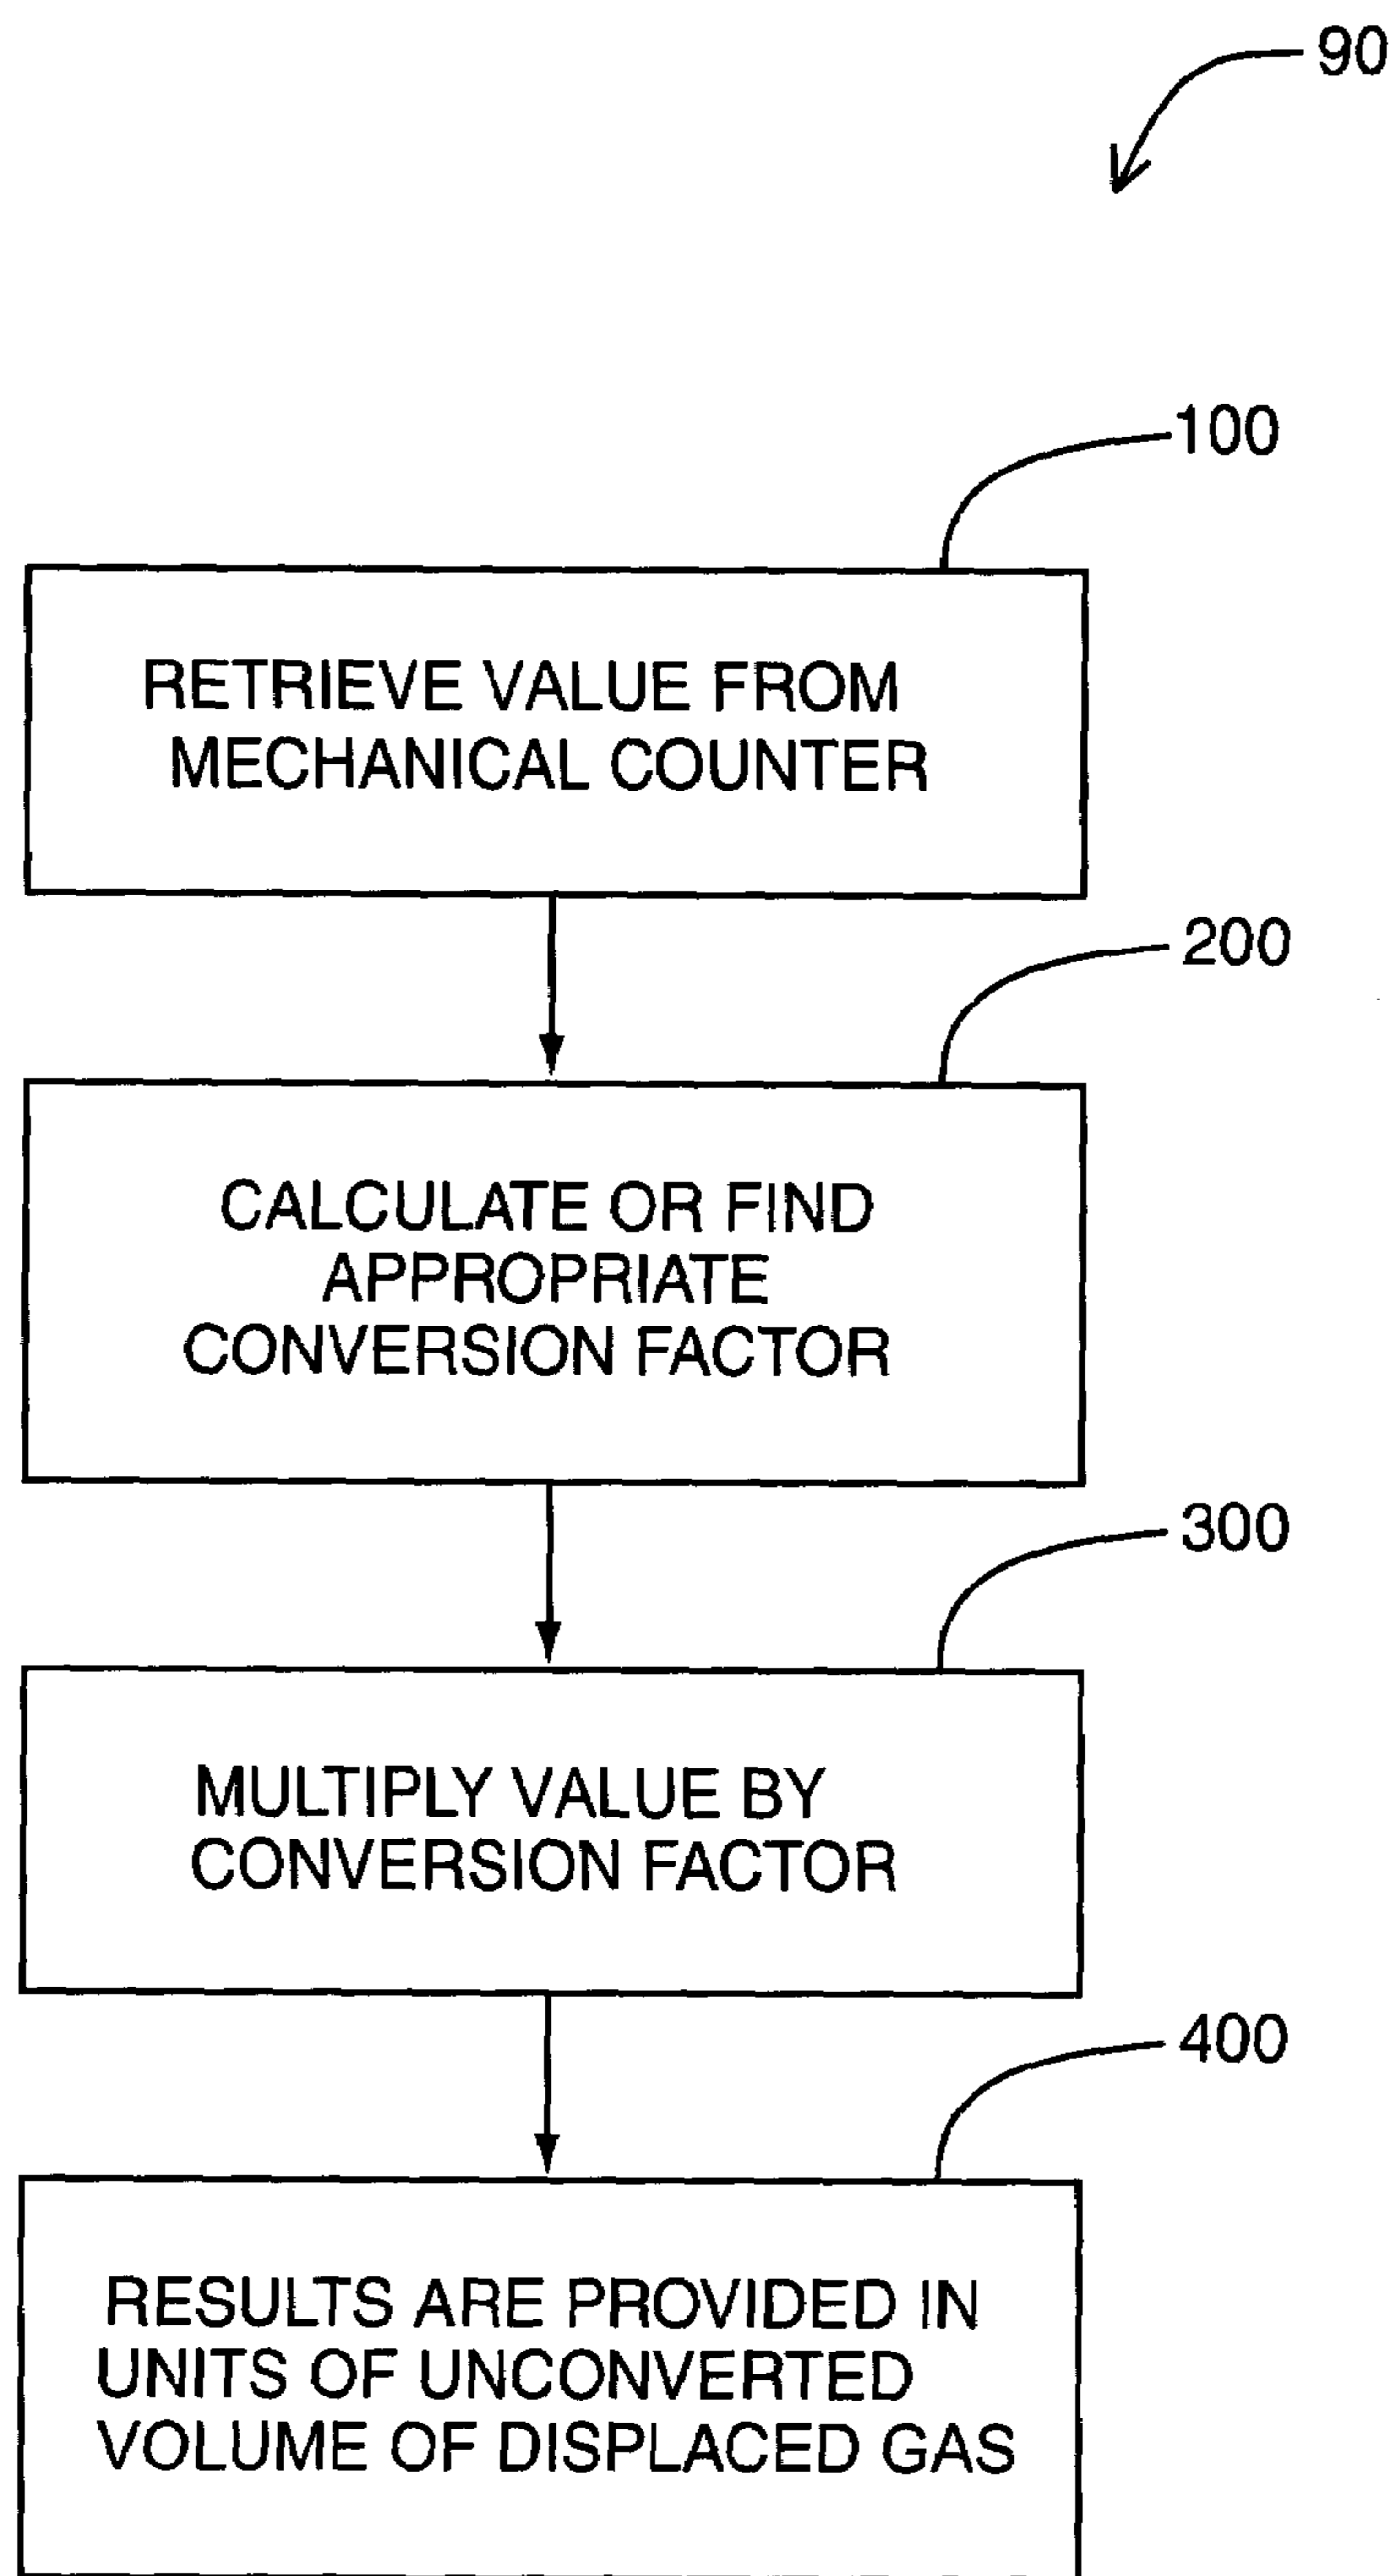 90
100
RETRIEVE VALUE FROM
MECHANICAL COUNTER
200
CALCULATE OR FIND
APPROPRIATE
CONVERSION FACTOR
300
MULTIPLY VALUE BY
CONVERSION FACTOR
400
RESULTS ARE PROVIDED IN
UNITS OF UNCONVERTED
VOLUME OF DISPLACED GAS